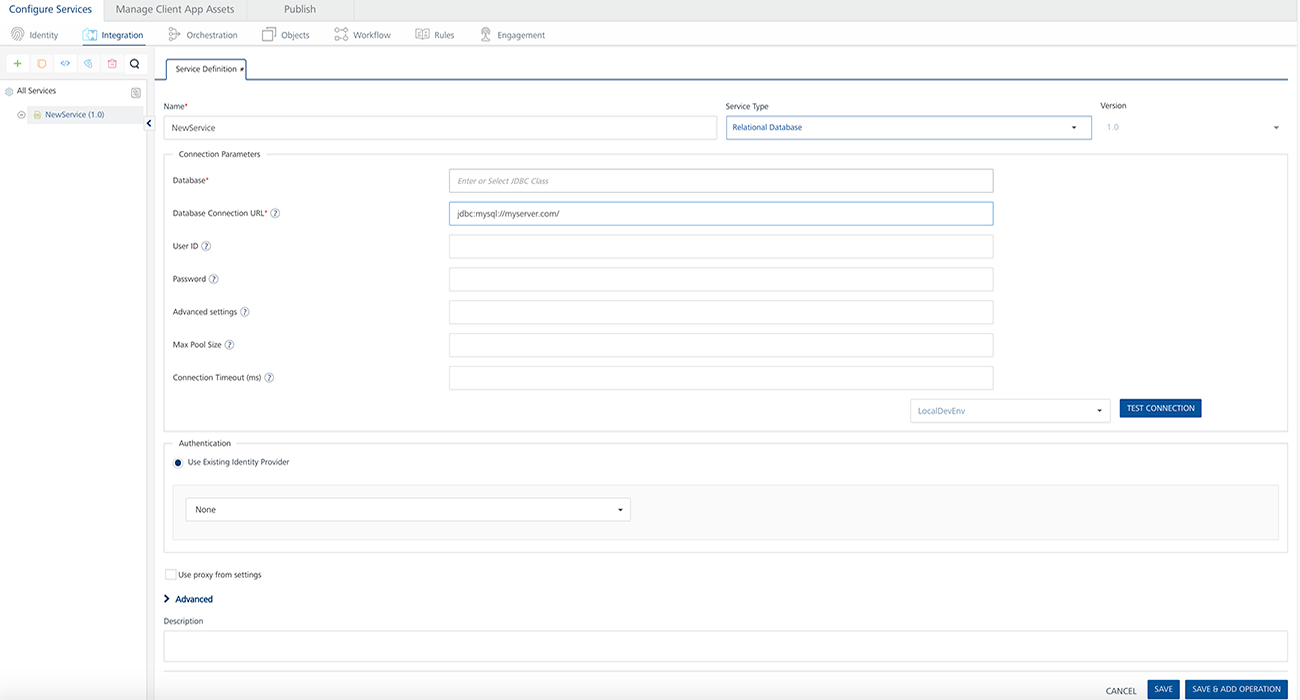 Configure Services Manage Client App Assets Publish
Identity Integration Orchestration Objects Workflow Rules Engagement
All Services
NewService (1.0)
Service Definition *
Name* Service Type Version
NewService Relational Database 1.0
Connection Parameters
Database* Enter or Select JDBC Class
Database Connection URL* ? jdbc:mysql://myserver.com/
User ID ?
Password ?
Advanced settings ?
Max Pool Size ?
Connection Timeout (ms) ?
LocalDevEnv TEST CONNECTION
Authentication
Use Existing Identity Provider
None
Use proxy from settings
Advanced
Description
CANCEL SAVE SAVE & ADD OPERATION